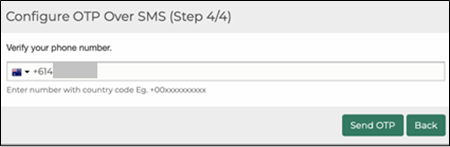 Configure OTP Over SMS (Step 4/4)
Verify your phone number.
+614
Enter number with country code Eg. +00xxxxxxxxxx
Send OTP Back